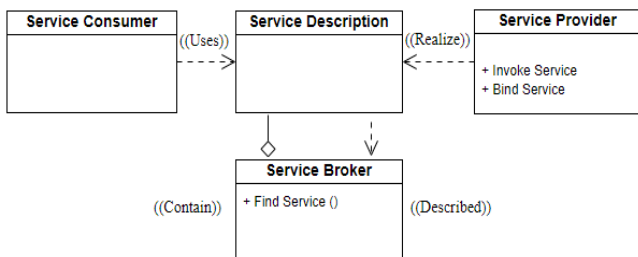 Service Consumer
((Uses))
Service Description
((Realize))
Service Provider
+ Invoke Service
+ Bind Service
Service Broker
((Contain))
+ Find Service ()
((Described))